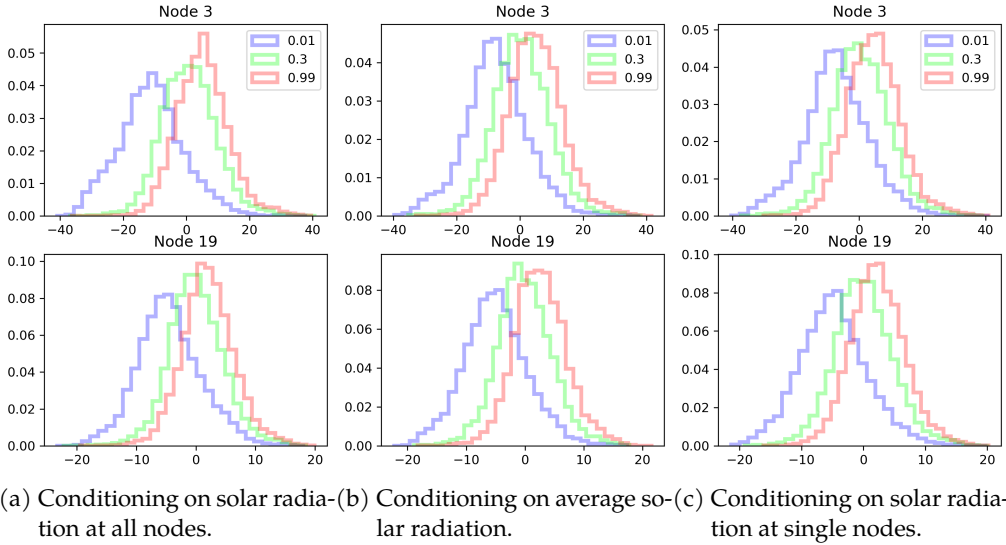 Node 3
0.05
0.04
0.03
0.02
0.01
0.00
−40 −20 0 20 40
0.01
0.3
0.99
Node 19
0.10
0.08
0.06
0.04
0.02
0.00
−20 −10 0 10 20
(a) Conditioning on solar radia-
tion at all nodes.
Node 3
0.04
0.03
0.02
0.01
0.00
−40 −20 0 20 40
0.01
0.3
0.99
Node 19
0.08
0.06
0.04
0.02
0.00
−20 −10 0 10 20
(b) Conditioning on average so-
lar radiation.
Node 3
0.05
0.04
0.03
0.02
0.01
0.00
−40 −20 0 20 40
0.01
0.3
0.99
Node 19
0.10
0.08
0.06
0.04
0.02
0.00
−20 −10 0 10 20
(c) Conditioning on solar radia-
tion at single nodes.